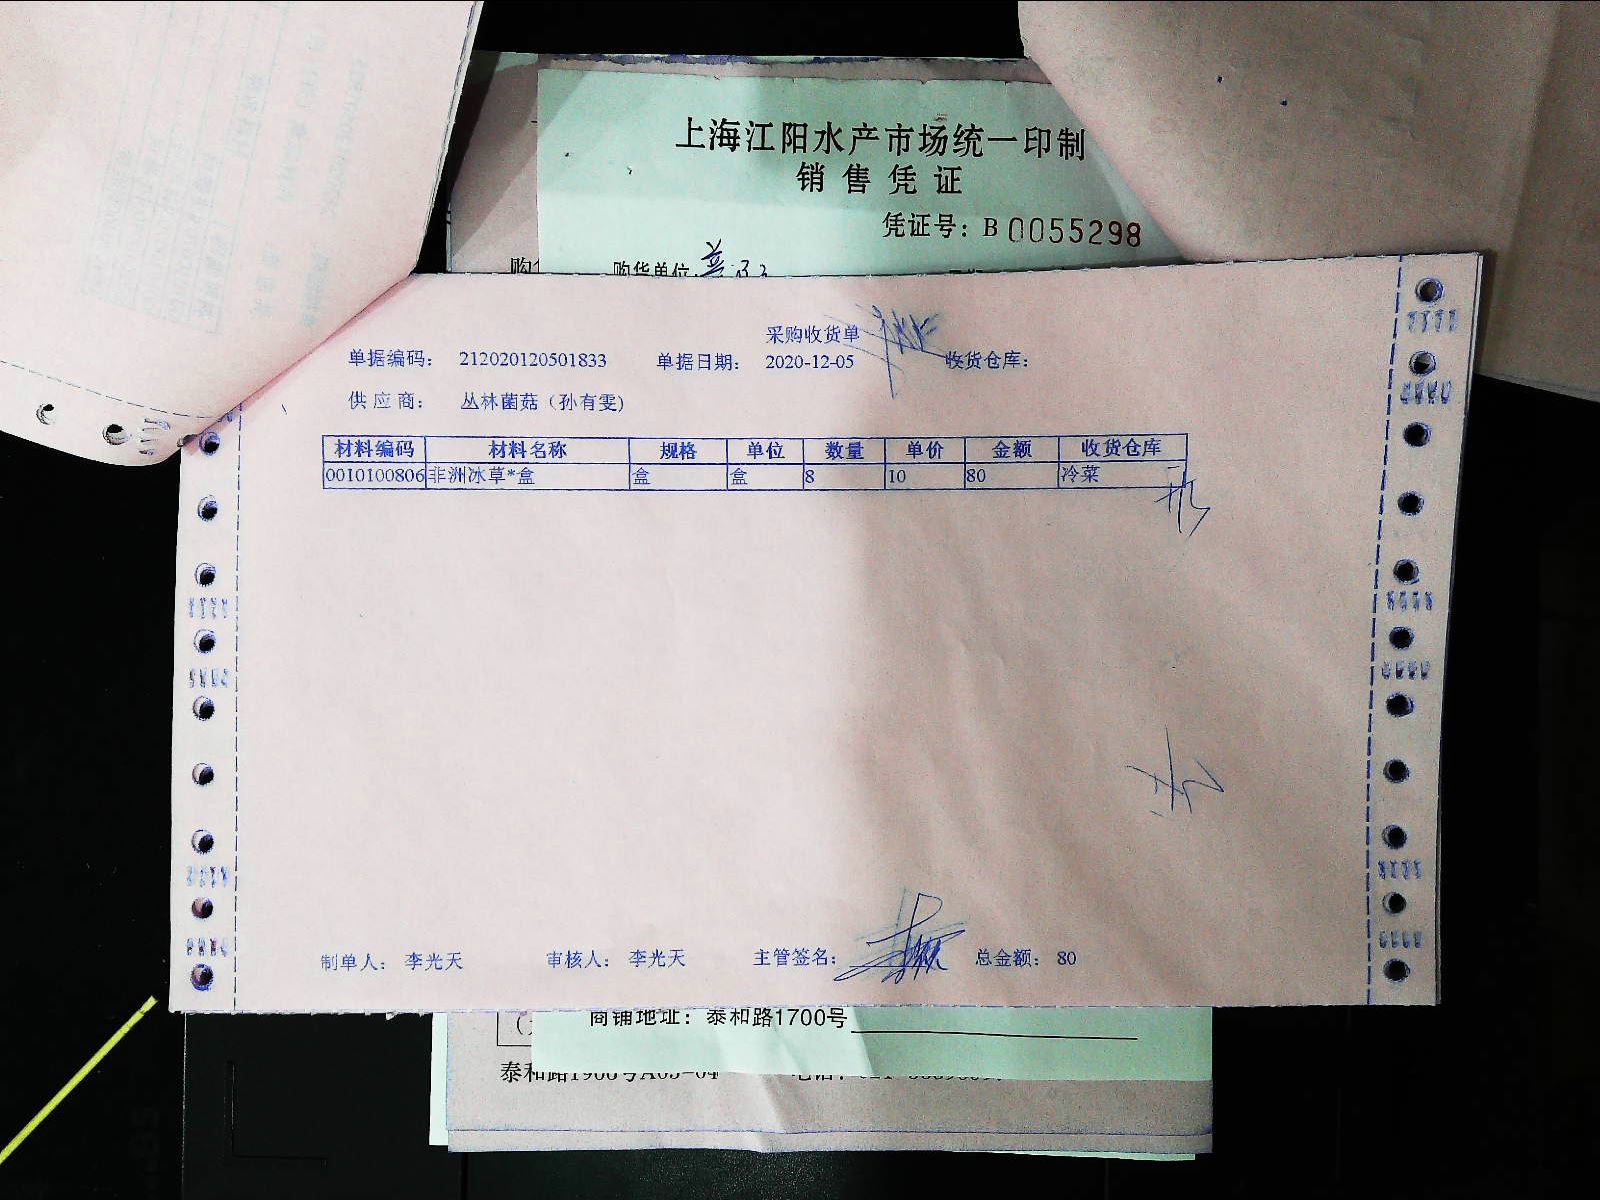 上海江阳水产市场统一印制
销售凭证
凭证号：B 0055298
购货单位
采购收货单
单据编码： 212020120501833 单据日期： 2020-12-05 收货仓库：
供应商： 丛林菌菇（孙有雯)
材料编码 材料名称 规格 单位 数量 单价 金额 收货仓库
0010100806 非洲冰草*盒 盒 盒 8 10 80 冷菜
制单人： 李光天 审核人： 李光天 主管签名： 总金额： 80
商铺地址： 泰和路1700号